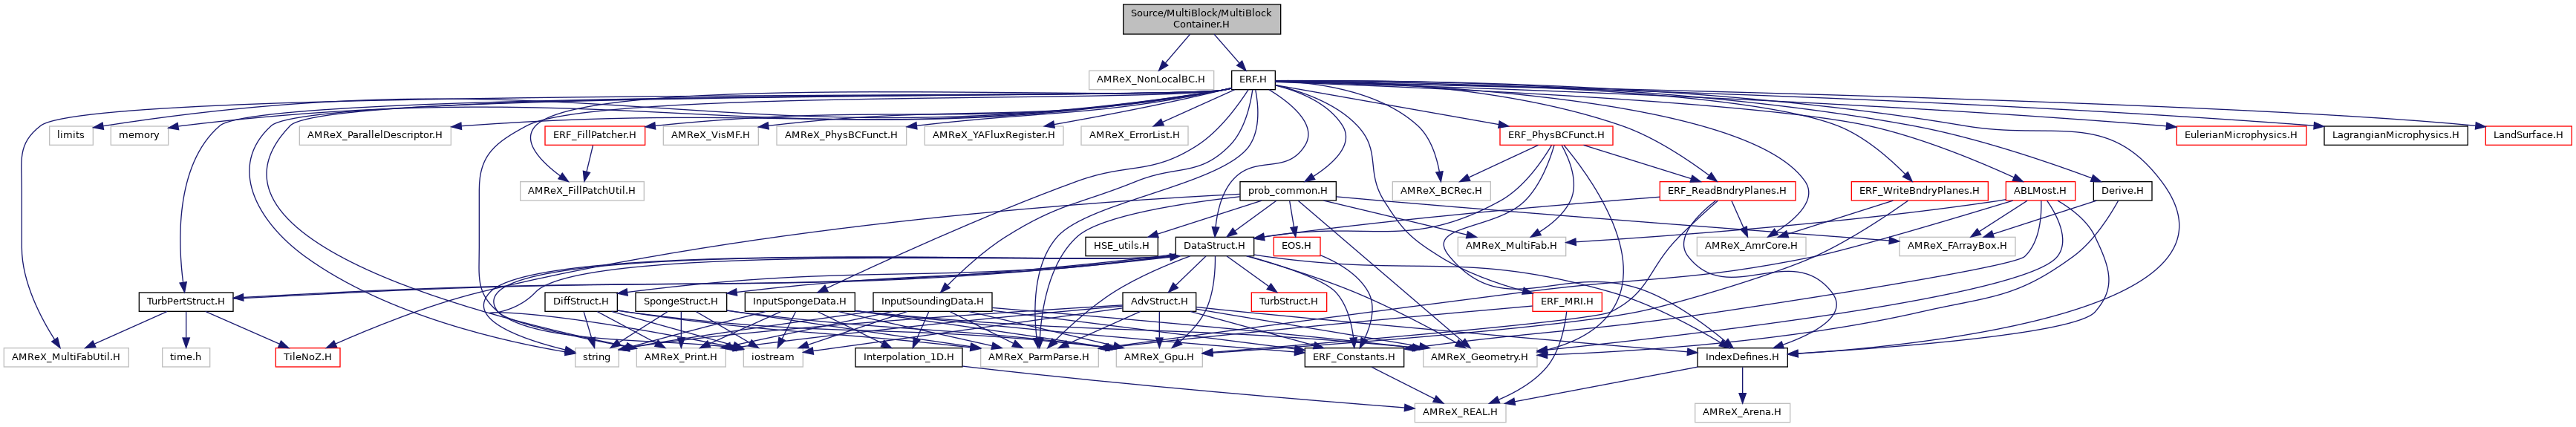 Source/MultiBlock/MultiBlock
Container.H
AMReX_NonLocalBC.H
ERF.H
limits
memory
AMReX_ParallelDescriptor.H
ERF_FillPatcher.H
AMReX_VisMF.H
AMReX_PhysBCFunct.H
AMReX_YAFluxRegister.H
AMReX_ErrorList.H
ERF_PhysBCFunct.H
EulerianMicrophysics.H
LagrangianMicrophysics.H
LandSurface.H
AMReX_FillPatchUtil.H
prob_common.H
AMReX_BCRec.H
ERF_ReadBndryPlanes.H
ERF_WriteBndryPlanes.H
ABLMost.H
Derive.H
HSE_utils.H
DataStruct.H
EOS.H
AMReX_MultiFab.H
AMReX_AmrCore.H
AMReX_FArrayBox.H
TurbPertStruct.H
DiffStruct.H
SpongeStruct.H
InputSpongeData.H
InputSoundingData.H
AdvStruct.H
TurbStruct.H
ERF_MRI.H
AMReX_MultiFabUtil.H
time.h
TileNoZ.H
string
AMReX_Print.H
iostream
Interpolation_1D.H
AMReX_ParmParse.H
AMReX_Gpu.H
ERF_Constants.H
AMReX_Geometry.H
IndexDefines.H
AMReX_REAL.H
AMReX_Arena.H